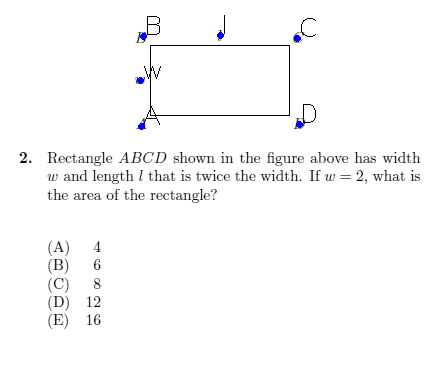 B J C
W
A D
2. Rectangle ABCD shown in the figure above has width
w and length l that is twice the width. If w = 2, what is
the area of the rectangle?
(A) 4
(B) 6
(C) 8
(D) 12
(E) 16